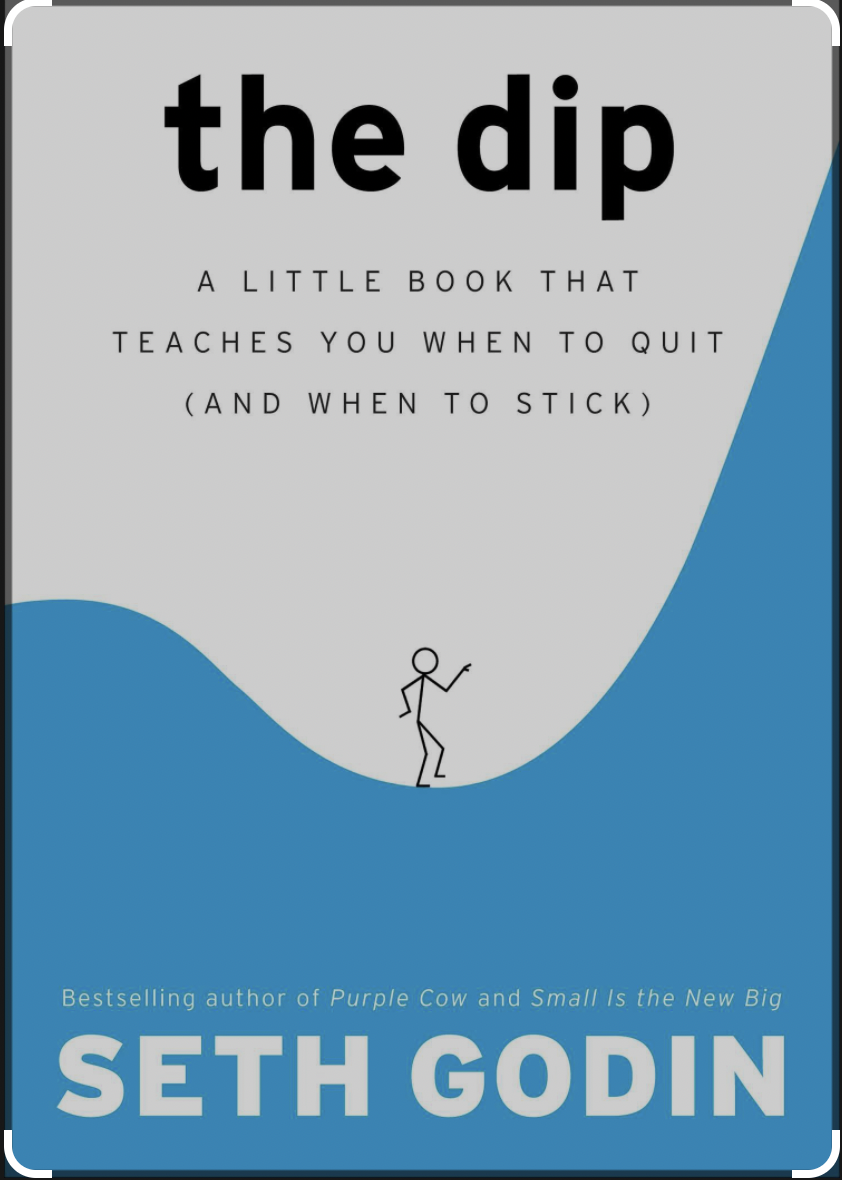 the dip
A LITTLE BOOK THAT
TEACHES YOU WHEN TO QUIT
(AND WHEN TO STICK)
Bestselling author of Purple Cow and Small Is the New Big
SETH GODIN